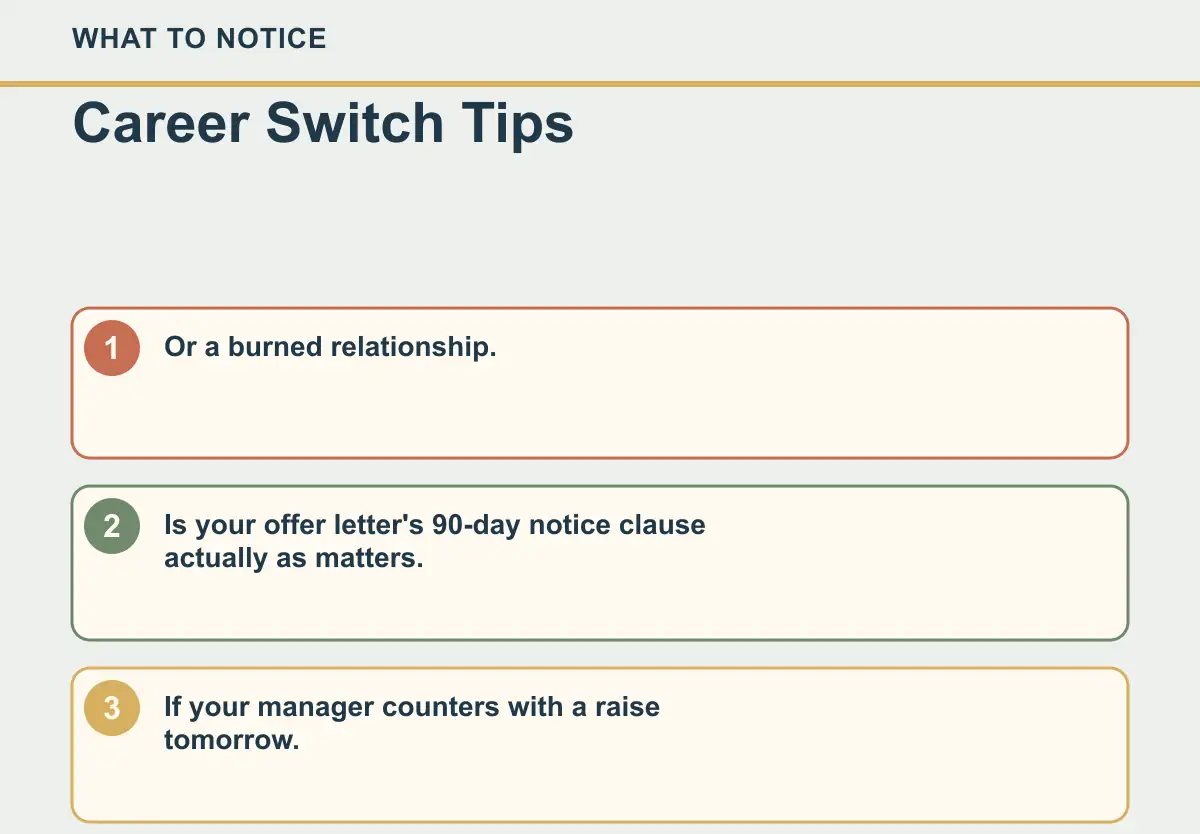 WHAT TO NOTICE
Career Switch Tips
1
Or a burned relationship.
2
Is your offer letter's 90-day notice clause
actually as matters.
3
If your manager counters with a raise
tomorrow.